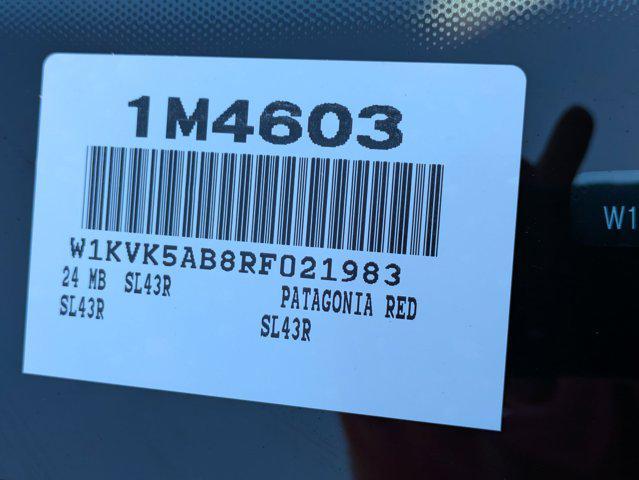 1M4603
W1KVK5AB8RF021983
24 MB SL43R PATAGONIA RED
SL43R SL43R
W1